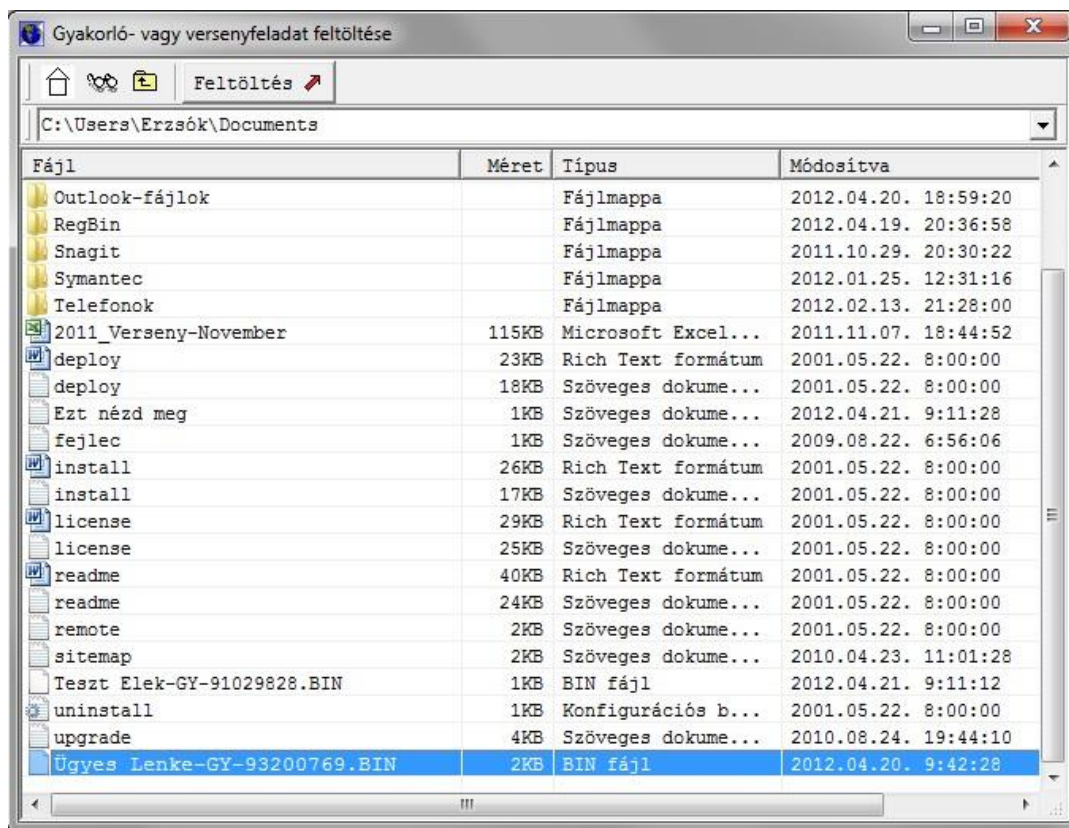 Gyakorló- vagy versenyfeladat feltöltése
Feltöltés
C:\Users\Erzsók\Documents
Fájl Méret Típus Módosítva
Outlook-fájlok Fájlmappa 2012.04.20. 18:59:20
RegBin Fájlmappa 2012.04.19. 20:36:58
Snagit Fájlmappa 2011.10.29. 20:30:22
Symantec Fájlmappa 2012.01.25. 12:31:16
Telefonok Fájlmappa 2012.02.13. 21:28:00
2011_Verseny-November 115KB Microsoft Excel... 2011.11.07. 18:44:52
deploy 23KB Rich Text formátum 2001.05.22. 8:00:00
deploy 18KB Szöveges dokume... 2001.05.22. 8:00:00
Ezt nézd meg 1KB Szöveges dokume... 2012.04.21. 9:11:28
fejlec 1KB Szöveges dokume... 2009.08.22. 6:56:06
install 26KB Rich Text formátum 2001.05.22. 8:00:00
install 17KB Szöveges dokume... 2001.05.22. 8:00:00
license 29KB Rich Text formátum 2001.05.22. 8:00:00
license 25KB Szöveges dokume... 2001.05.22. 8:00:00
readme 40KB Rich Text formátum 2001.05.22. 8:00:00
readme 24KB Szöveges dokume... 2001.05.22. 8:00:00
remote 2KB Szöveges dokume... 2001.05.22. 8:00:00
sitemap 2KB Szöveges dokume... 2010.04.23. 11:01:28
Teszt Elek-GY-91029828.BIN 1KB BIN fájl 2012.04.21. 9:11:12
uninstall 1KB Konfigurációs b... 2001.05.22. 8:00:00
upgrade 4KB Szöveges dokume... 2010.08.24. 19:44:10
Ügyes Lenke-GY-93200769.BIN 2KB BIN fájl 2012.04.20. 9:42:28